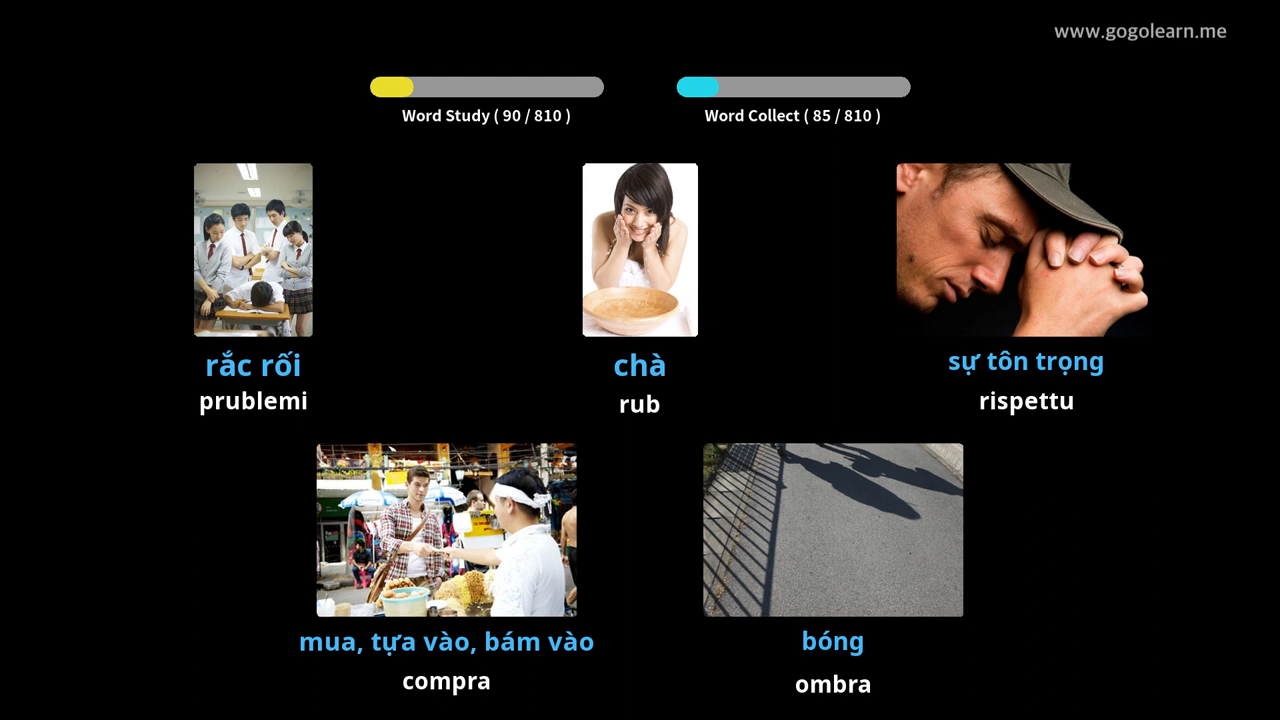 www.gogolearn.me
Word Study ( 90 / 810 )
Word Collect ( 85 / 810 )
rắc rối
prublemi
chà
rub
sự tôn trọng
rispettu
mua, tựa vào, bám vào
compra
bóng
ombra